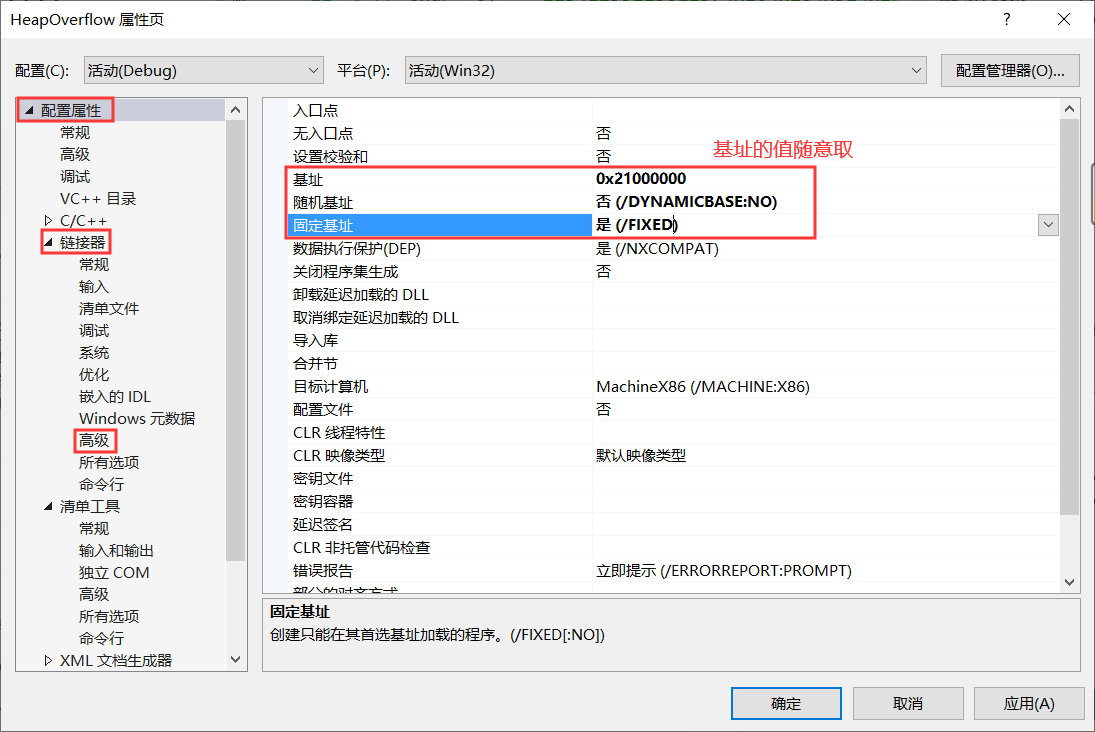 HeapOverflow 属性页
?
配置(C): 活动(Debug) 平台(P): 活动(Win32) 配置管理器(O)...
配置属性
常规
高级
调试
VC++ 目录
C/C++
链接器
常规
输入
清单文件
调试
系统
优化
嵌入的 IDL
Windows 元数据
高级
所有选项
命令行
清单工具
常规
输入和输出
独立 COM
高级
所有选项
命令行
XML 文档生成器
入口点
无入口点 否
设置校验和 否
基址的值随意取
基址 0x21000000
随机基址 否 (/DYNAMICBASE:NO)
固定基址 是 (/FIXED)
数据执行保护(DEP) 是 (/NXCOMPAT)
关闭程序集生成 否
卸载延迟加载的 DLL
取消绑定延迟加载的 DLL
导入库
合并节
目标计算机 MachineX86 (/MACHINE:X86)
配置文件 否
CLR 线程特性
CLR 映像类型 默认映像类型
密钥文件
密钥容器
延迟签名
CLR 非托管代码检查
错误报告 立即提示 (/ERRORREPORT:PROMPT)
部分的对齐方式
固定基址
创建只能在其首选基址加载的程序。(/FIXED[:NO])
确定 取消 应用(A)